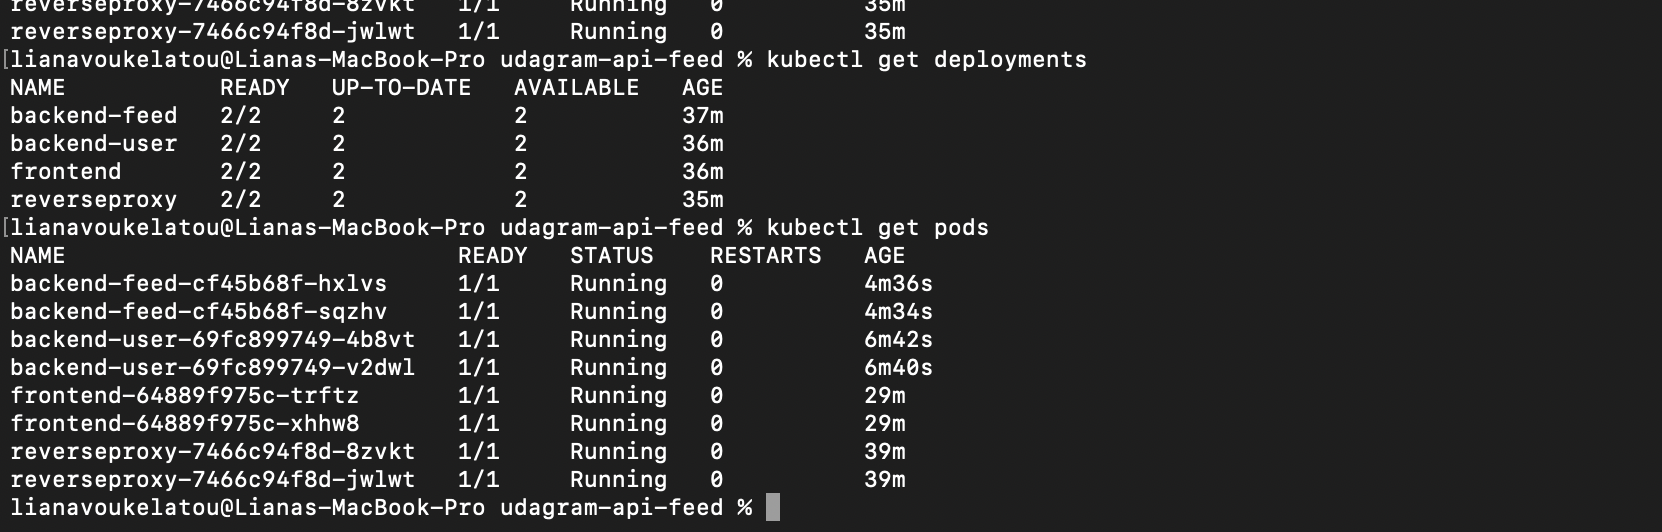 reverseproxy-7466c94f8d-8zvkt   1/1     Running   0          35m
reverseproxy-7466c94f8d-jwlwt   1/1     Running   0          35m
[lianavoukelatou@Lianas-MacBook-Pro udagram-api-feed % kubectl get deployments
NAME           READY   UP-TO-DATE   AVAILABLE   AGE
backend-feed   2/2     2            2           37m
backend-user   2/2     2            2           36m
frontend       2/2     2            2           36m
reverseproxy   2/2     2            2           35m
[lianavoukelatou@Lianas-MacBook-Pro udagram-api-feed % kubectl get pods
NAME                            READY   STATUS    RESTARTS   AGE
backend-feed-cf45b68f-hxlvs     1/1     Running   0          4m36s
backend-feed-cf45b68f-sqzhv     1/1     Running   0          4m34s
backend-user-69fc899749-4b8vt   1/1     Running   0          6m42s
backend-user-69fc899749-v2dwl   1/1     Running   0          6m40s
frontend-64889f975c-trftz       1/1     Running   0          29m
frontend-64889f975c-xhhw8       1/1     Running   0          29m
reverseproxy-7466c94f8d-8zvkt   1/1     Running   0          39m
reverseproxy-7466c94f8d-jwlwt   1/1     Running   0          39m
lianavoukelatou@Lianas-MacBook-Pro udagram-api-feed %